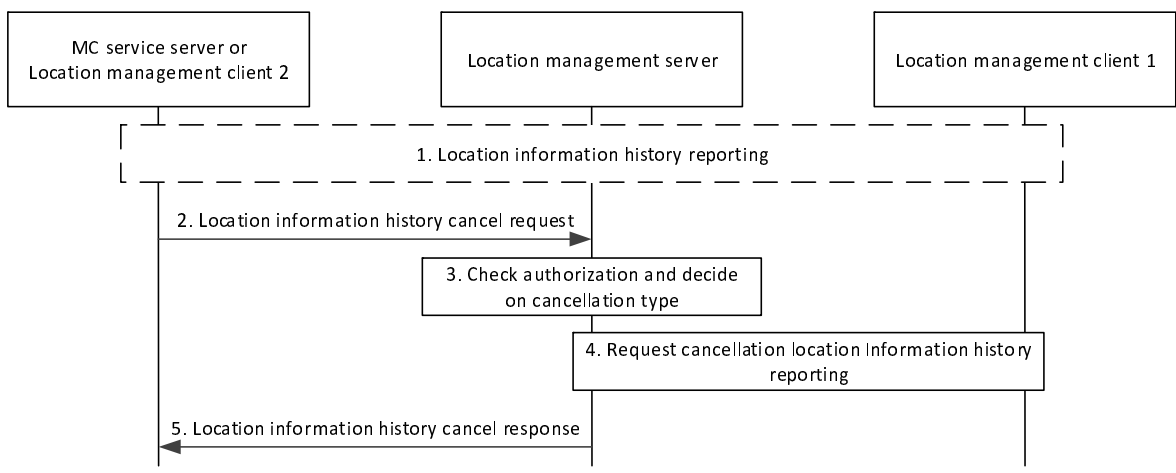 MC service server or
Location management client 2
Location management server
Location management client 1
1. Location information history reporting
2. Location information history cancel request
3. Check authorization and decide
on cancellation type
4. Request cancellation location Information history
reporting
5. Location information history cancel response